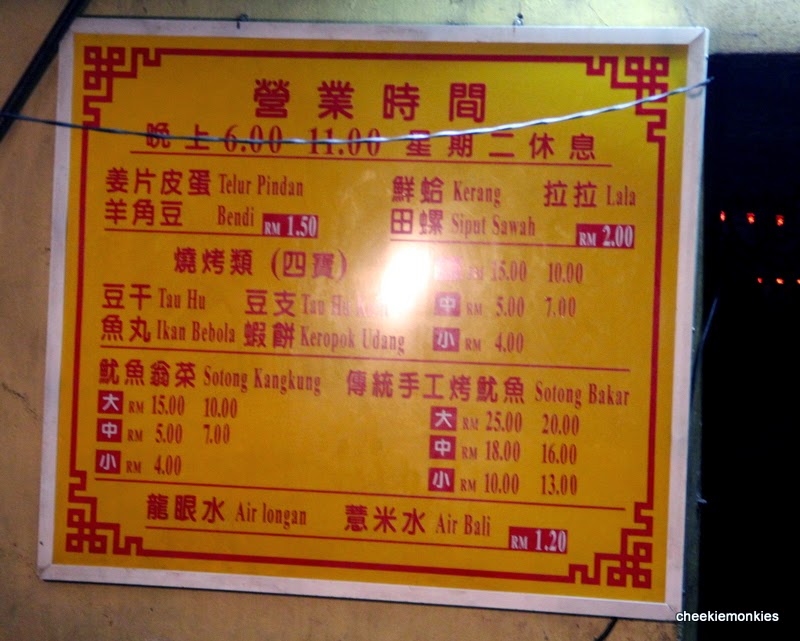 營業時間
晚上 6.00 - 11.00 星期二休息
姜片皮蛋 Telur Pindan
羊角豆 Bendi RM 1.50
鮮蛤 Kerang 拉拉 Lala
田螺 Siput Sawah RM 2.00
燒烤類 (四寶)
豆干 Tau Hu 豆支 Tau Hu
魚丸 Ikan Bebola 蝦餅 Keropok Udang
RM 15.00 10.00
中 RM 5.00 7.00
小 RM 4.00
魷魚蓊菜 Sotong Kangkung
大 RM 15.00 10.00
中 RM 5.00 7.00
小 RM 4.00
傳統手工烤魷魚 Sotong Bakar
大 RM 25.00 20.00
中 RM 18.00 16.00
小 RM 10.00 13.00
龍眼水 Air longan 薏米水 Air Bali RM 1.20
cheekiemonkies